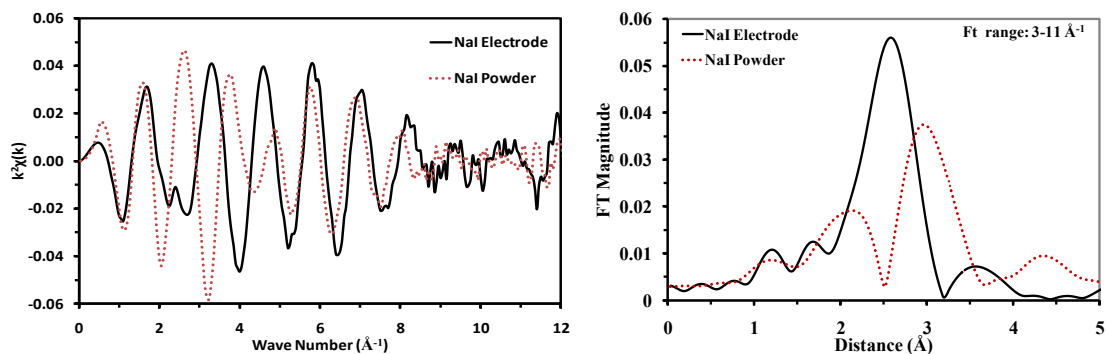 0.06
0.04
0.02
0.00
-0.02
-0.04
-0.06
k²χ(k)
NaI Electrode
NaI Powder
0 2 4 6 8 10 12
Wave Number (Å⁻¹)
0.06
0.05
0.04
0.03
0.02
0.01
0
FT Magnitude
NaI Electrode
NaI Powder
Ft range: 3-11 Å⁻¹
0 1 2 3 4 5
Distance (Å)